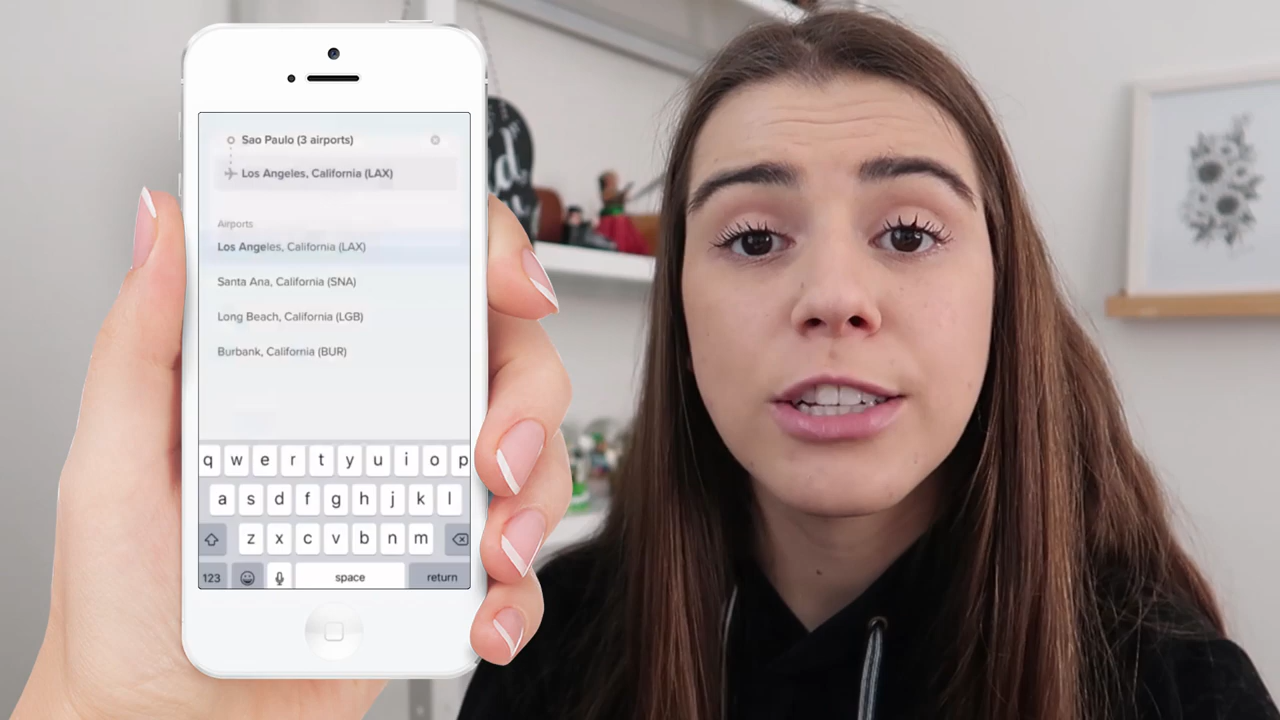 Sao Paulo (3 airports)
Los Angeles, California (LAX)
Airports
Los Angeles, California (LAX)
Santa Ana, California (SNA)
Long Beach, California (LGB)
Burbank, California (BUR)
q w e r t y u i o p
a s d f g h j k l
z x c v b n m
123 space return